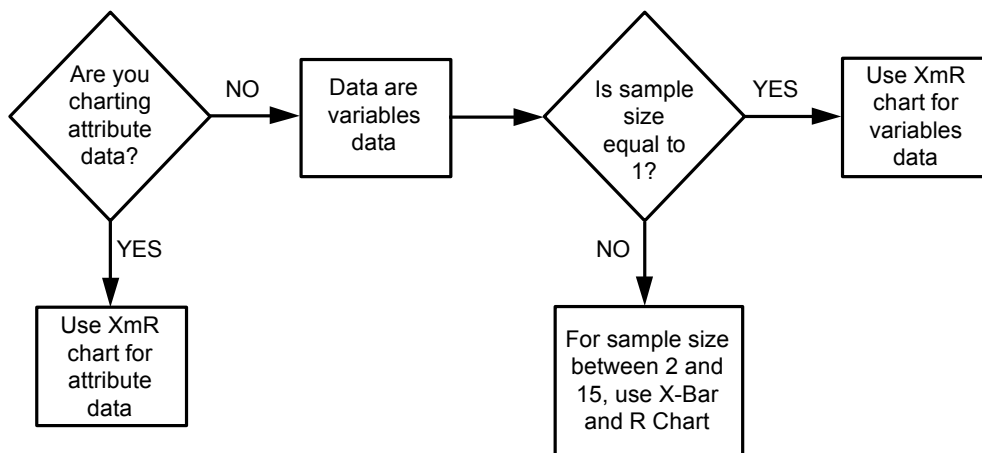 Are you
charting
attribute
data?
NO
Data are
variables
data
Is sample
size
equal to
1?
YES
Use XmR
chart for
variables
data
YES
Use XmR
chart for
attribute
data
NO
For sample size
between 2 and
15, use X-Bar
and R Chart